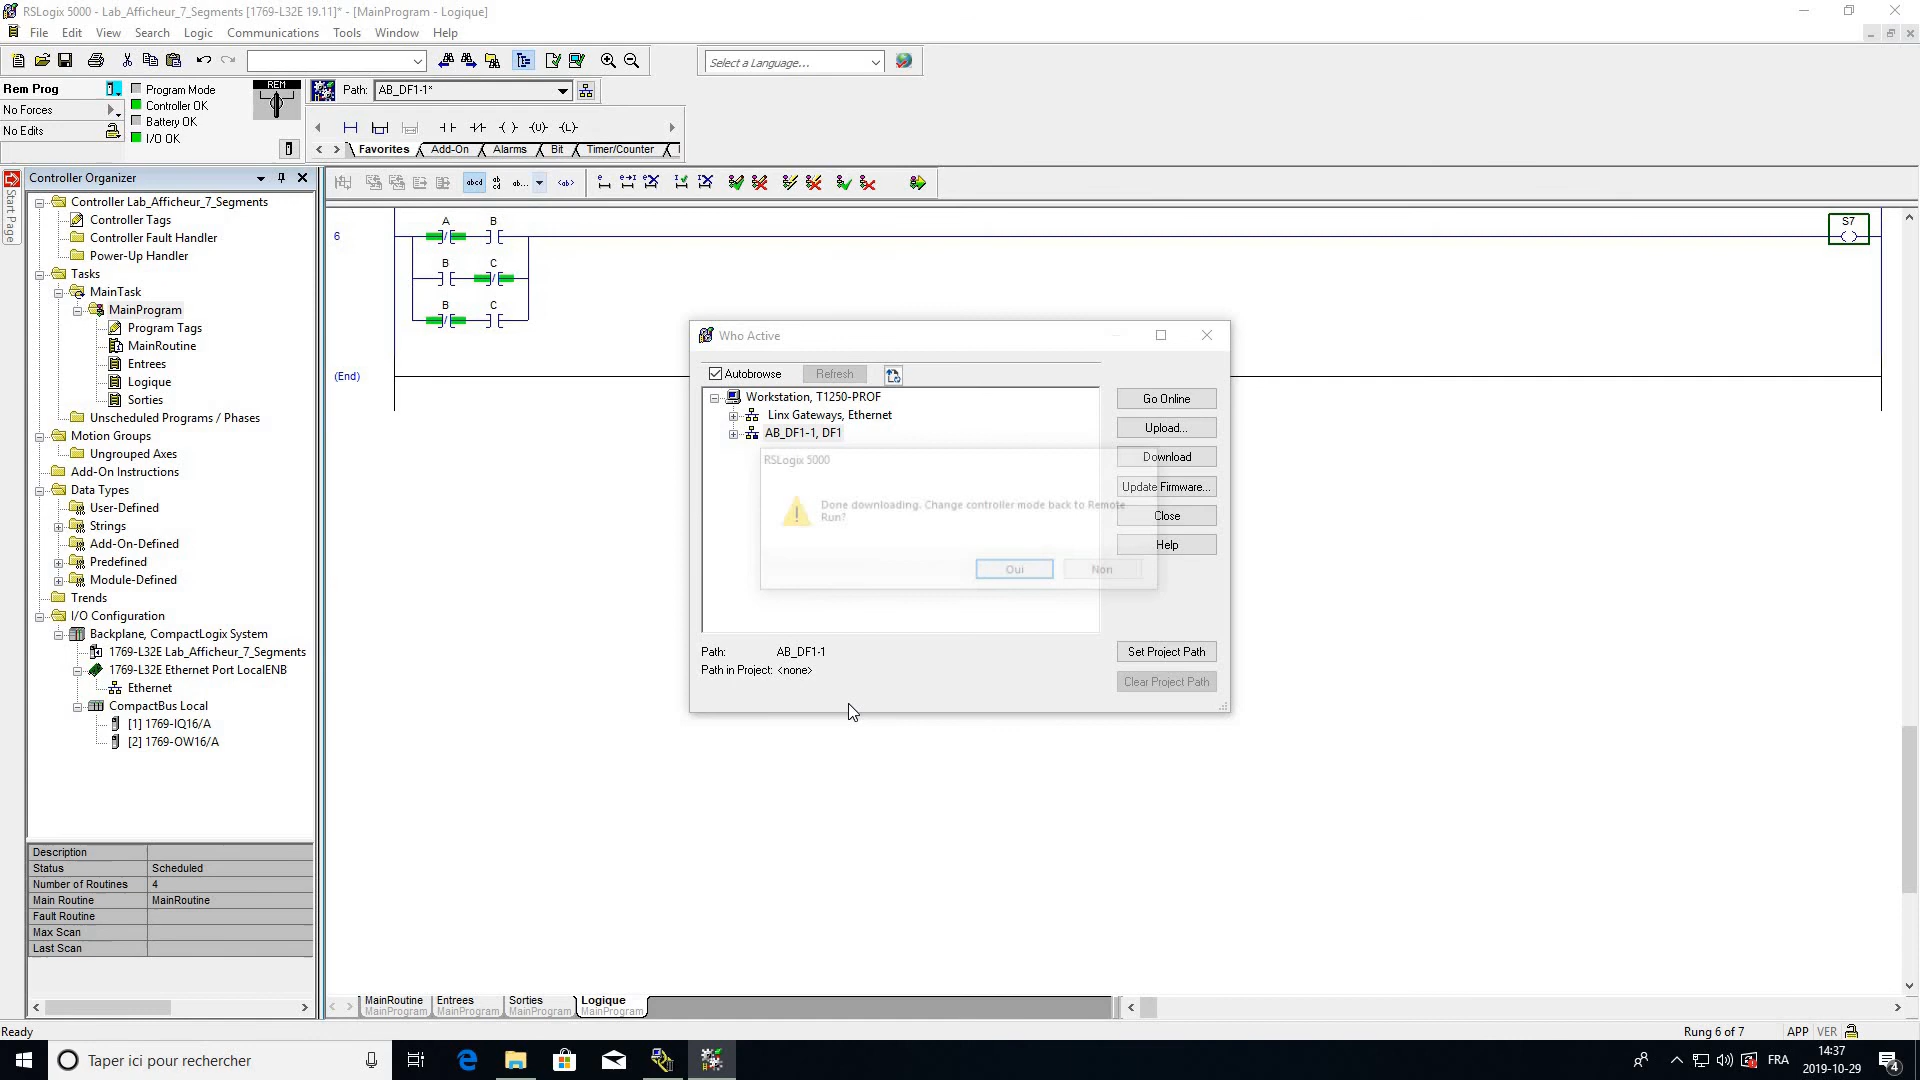 RSLogix 5000 - Lab_Afficheur_7_Segments [1769-L32E 19.11]* - [MainProgram - Logique]
File Edit View Search Logic Communications Tools Window Help
Select a Language...
Rem Prog
No Forces
No Edits
Program Mode
Controller OK
Battery OK
I/O OK
REM
Path: AB_DF1-1*
Favorites Add-On Alarms Bit Timer/Counter
Start Page
Controller Organizer
Controller Lab_Afficheur_7_Segments
Controller Tags
Controller Fault Handler
Power-Up Handler
Tasks
MainTask
MainProgram
Program Tags
MainRoutine
Entrees
Logique
Sorties
Unscheduled Programs / Phases
Motion Groups
Ungrouped Axes
Add-On Instructions
Data Types
User-Defined
Strings
Add-On-Defined
Predefined
Module-Defined
Trends
I/O Configuration
Backplane, CompactLogix System
1769-L32E Lab_Afficheur_7_Segments
1769-L32E Ethernet Port LocalENB
Ethernet
CompactBus Local
[1] 1769-IQ16/A
[2] 1769-OW16/A
Description
Status Scheduled
Number of Routines 4
Main Routine MainRoutine
Fault Routine
Max Scan
Last Scan
A B S7
6
B C
B C
(End)
Who Active
Autobrowse Refresh
Workstation, T1250-PROF
Linx Gateways, Ethernet
AB_DF1-1, DF1
Go Online
Upload...
Download
Update Firmware...
Close
Help
RSLogix 5000
Done downloading. Change controller mode back to Remote
Run?
Oui Non
Path: AB_DF1-1
Path in Project: <none>
Set Project Path
Clear Project Path
MainRoutine Entrees Sorties Logique
MainProgram MainProgram MainProgram MainProgram
Ready Rung 6 of 7 APP VER
Taper ici pour rechercher
FRA
14:37
2019-10-29
4